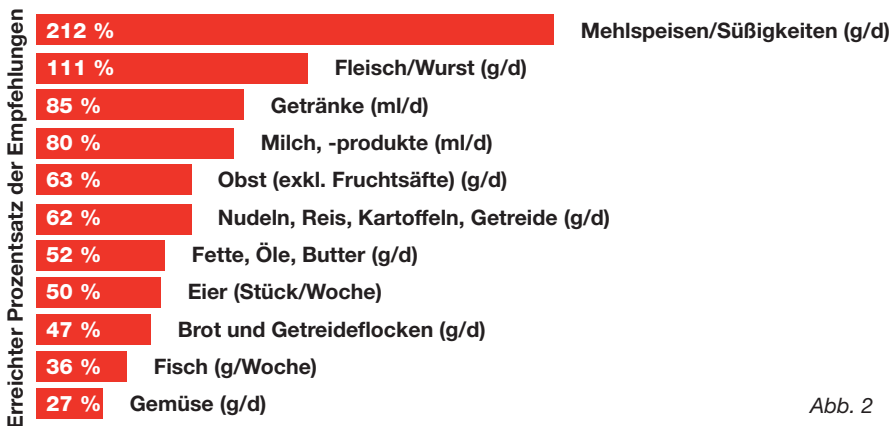 Erreichter Prozentsatz der Empfehlungen
212 % Mehlspeisen/Süßigkeiten (g/d)
111 % Fleisch/Wurst (g/d)
85 % Getränke (ml/d)
80 % Milch, -produkte (ml/d)
63 % Obst (exkl. Fruchtsäfte) (g/d)
62 % Nudeln, Reis, Kartoffeln, Getreide (g/d)
52 % Fette, Öle, Butter (g/d)
50 % Eier (Stück/Woche)
47 % Brot und Getreideflocken (g/d)
36 % Fisch (g/Woche)
27 % Gemüse (g/d)
Abb. 2